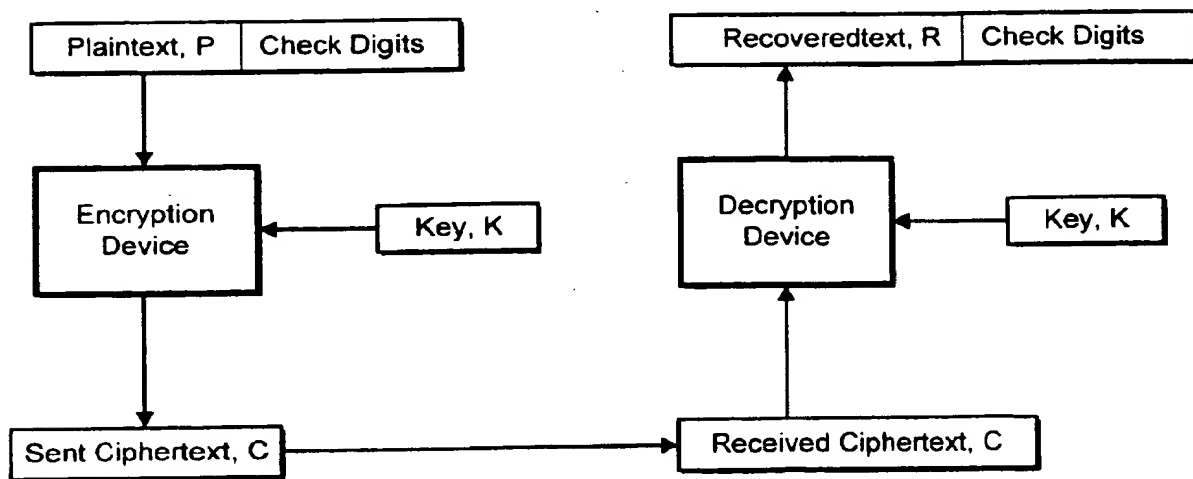 Plaintext, P
Check Digits
Recoveredtext, R
Check Digits
Encryption
Device
Key, K
Decryption
Device
Key, K
Sent Ciphertext, C
Received Ciphertext, C